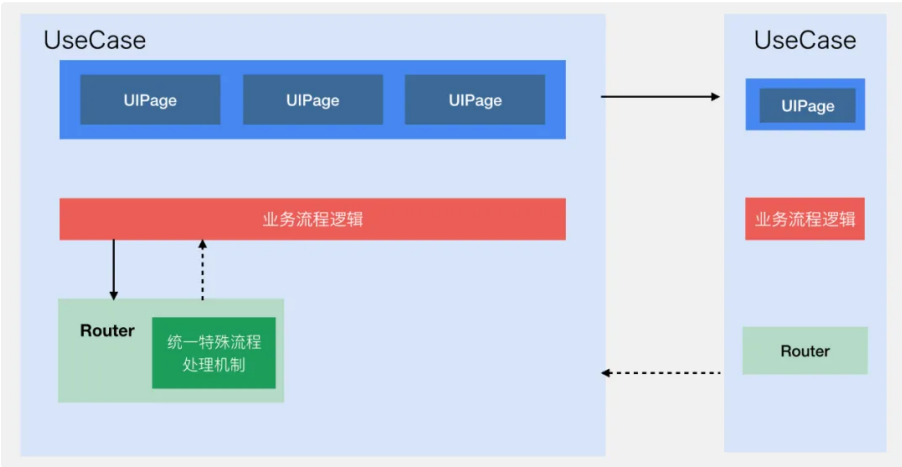 UseCase
UIPage
UIPage
UIPage
业务流程逻辑
Router
统一特殊流程
处理机制
UseCase
UIPage
业务流程逻辑
Router